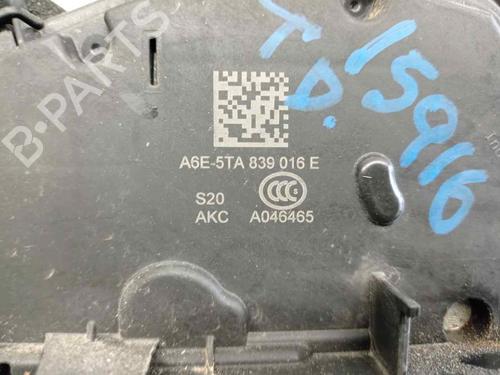 B-PARTS
T.D.
15916
A6E-5TA 839 016 E
S20
CCC S
AKC A046465